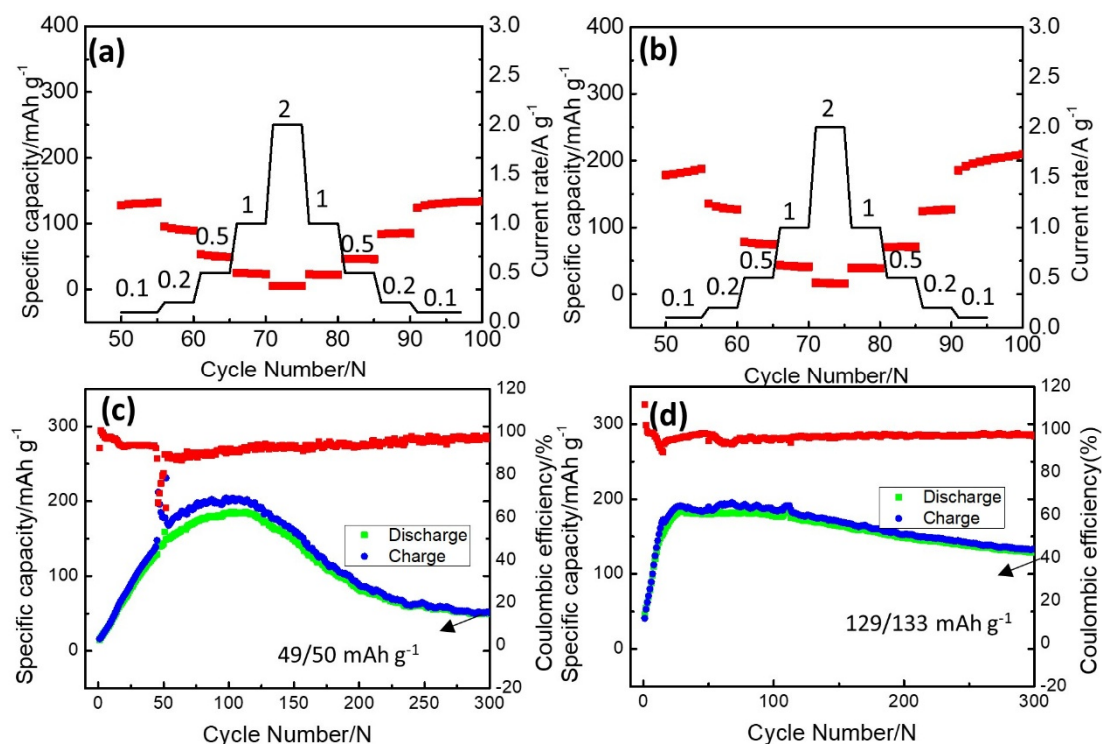 (a)
Specific capacity/mAh g⁻¹
400
300
250
200
150
100
50
0
0.1
0.2
0.5
1
2
1
0.5
0.2
0.1
3.0
2.5
2.0
1.5
1.0
0.5
0.0
Current rate/A g⁻¹
50 60 70 80 90 100
Cycle Number/N
(b)
Specific capacity/mAh g⁻¹
400
300
250
200
150
100
50
0
0.1
0.2
0.5
1
2
1
0.5
0.2
0.1
3.0
2.5
2.0
1.5
1.0
0.5
0.0
Current rate/A g⁻¹
50 60 70 80 90 100
Cycle Number/N
(c)
Specific capacity/mAh g⁻¹
300
200
100
0
Discharge
Charge
49/50 mAh g⁻¹
120
100
80
60
40
20
0
-20
Coulombic efficiency/%
0 50 100 150 200 250 300
Cycle Number/N
(d)
Specific capacity/mAh g⁻¹
300
200
100
0
Discharge
Charge
129/133 mAh g⁻¹
120
100
80
60
40
20
0
-20
Coulombic efficiency(%)
0 100 200 300
Cycle Number/N